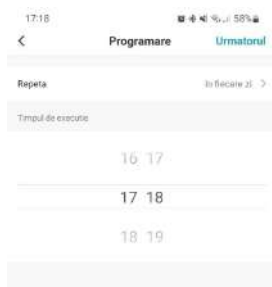 17:18 58%
Programare Urmatorul
Repeta In fiecare zi
Timpul de executie
16 17
17 18
18 19